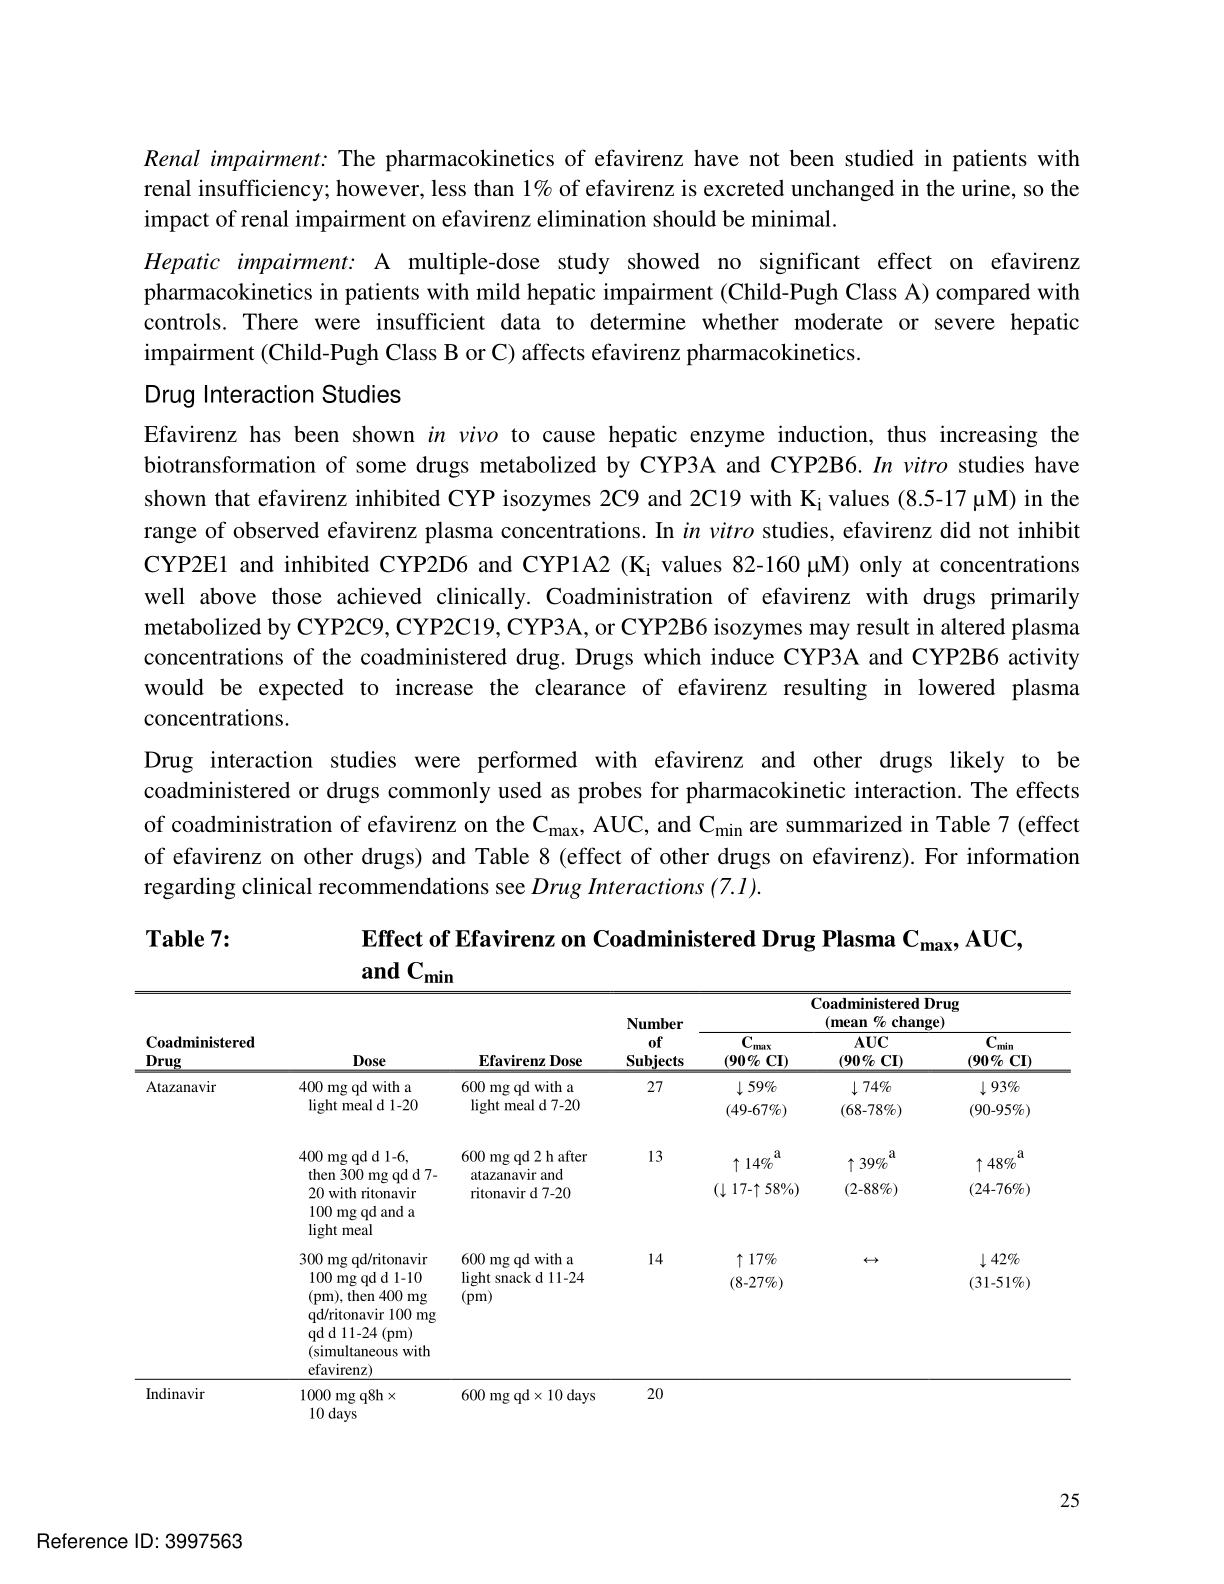 Renal impairment: The pharmacokinetics of efavirenz have not been studied in patients with
renal insufficiency; however, less than 1% of efavirenz is excreted unchanged in the urine, so the
impact of renal impairment on efavirenz elimination should be minimal.
Hepatic impairment: A multiple-dose study showed no significant effect on efavirenz
pharmacokinetics in patients with mild hepatic impairment (Child-Pugh Class A) compared with
controls. There were insufficient data to determine whether moderate or severe hepatic
impairment (Child-Pugh Class B or C) affects efavirenz pharmacokinetics.
Drug Interaction Studies
Efavirenz has been shown in vivo to cause hepatic enzyme induction, thus increasing the
biotransformation of some drugs metabolized by CYP3A and CYP2B6. In vitro studies have
shown that efavirenz inhibited CYP isozymes 2C9 and 2C19 with Ki values (8.5-17 µM) in the
range of observed efavirenz plasma concentrations. In in vitro studies, efavirenz did not inhibit
CYP2E1 and inhibited CYP2D6 and CYP1A2 (Ki values 82-160 µM) only at concentrations
well above those achieved clinically. Coadministration of efavirenz with drugs primarily
metabolized by CYP2C9, CYP2C19, CYP3A, or CYP2B6 isozymes may result in altered plasma
concentrations of the coadministered drug. Drugs which induce CYP3A and CYP2B6 activity
would be expected to increase the clearance of efavirenz resulting in lowered plasma
concentrations.
Drug interaction studies were performed with efavirenz and other drugs likely to be
coadministered or drugs commonly used as probes for pharmacokinetic interaction. The effects
of coadministration of efavirenz on the Cmax, AUC, and Cmin are summarized in Table 7 (effect
of efavirenz on other drugs) and Table 8 (effect of other drugs on efavirenz). For information
regarding clinical recommendations see Drug Interactions (7.1).
Table 7: Effect of Efavirenz on Coadministered Drug Plasma Cmax, AUC,
and Cmin
Coadministered Drug
(mean % change)
Number
Coadministered of Cmax AUC Cmin
Drug Dose Efavirenz Dose Subjects (90% CI) (90% CI) (90% CI)
Atazanavir 400 mg qd with a 600 mg qd with a 27 ↓ 59% ↓ 74% ↓ 93%
light meal d 1-20 light meal d 7-20 (49-67%) (68-78%) (90-95%)
400 mg qd d 1-6, 600 mg qd 2 h after 13 ↑ 14%a ↑ 39%a ↑ 48%a
then 300 mg qd d 7- atazanavir and
20 with ritonavir ritonavir d 7-20 (↓ 17-↑ 58%) (2-88%) (24-76%)
100 mg qd and a
light meal
300 mg qd/ritonavir 600 mg qd with a 14 ↑ 17% ↔ ↓ 42%
100 mg qd d 1-10 light snack d 11-24 (8-27%) (31-51%)
(pm), then 400 mg (pm)
qd/ritonavir 100 mg
qd d 11-24 (pm)
(simultaneous with
efavirenz)
Indinavir 1000 mg q8h × 600 mg qd × 10 days 20
10 days
25
Reference ID: 3997563